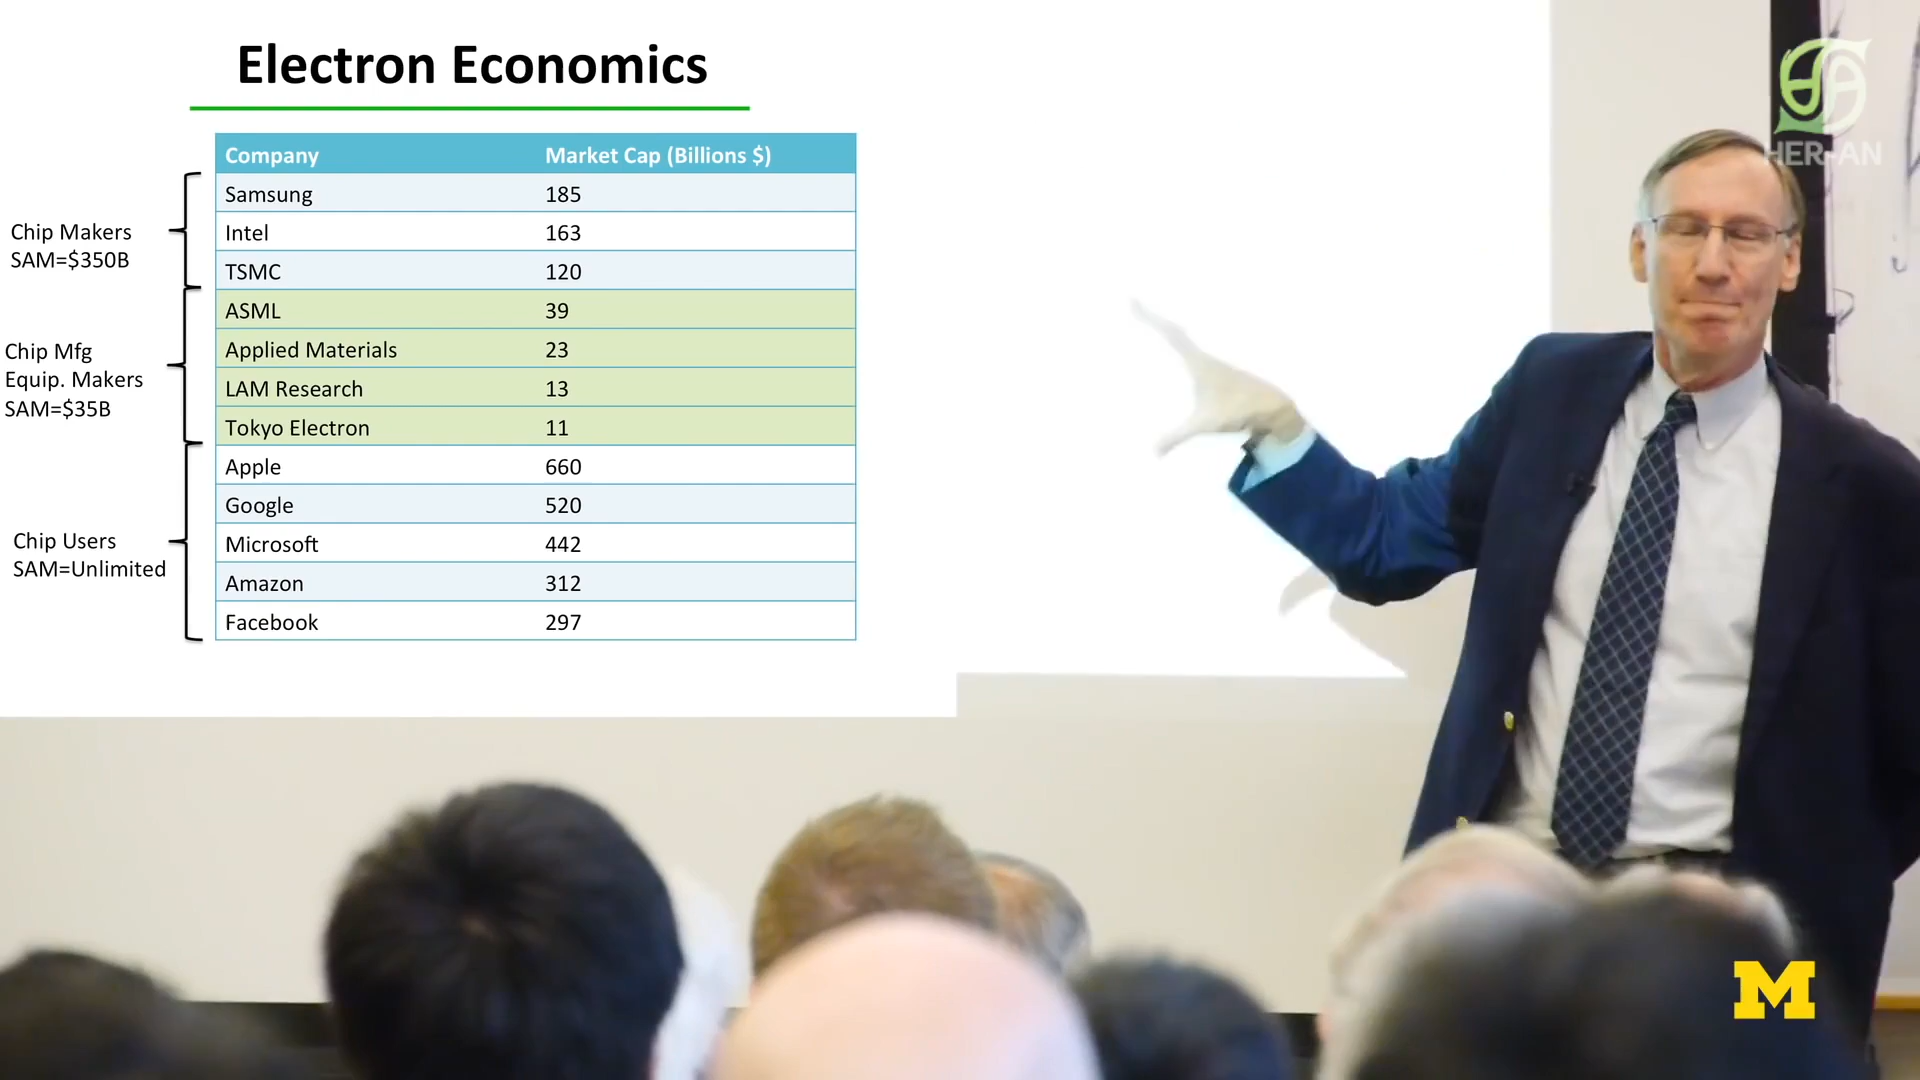 Electron Economics
Company Market Cap (Billions $)
Samsung 185
Intel 163
TSMC 120
ASML 39
Applied Materials 23
LAM Research 13
Tokyo Electron 11
Apple 660
Google 520
Microsoft 442
Amazon 312
Facebook 297
Chip Makers
SAM=$350B
Chip Mfg
Equip. Makers
SAM=$35B
Chip Users
SAM=Unlimited
HER-AN
M